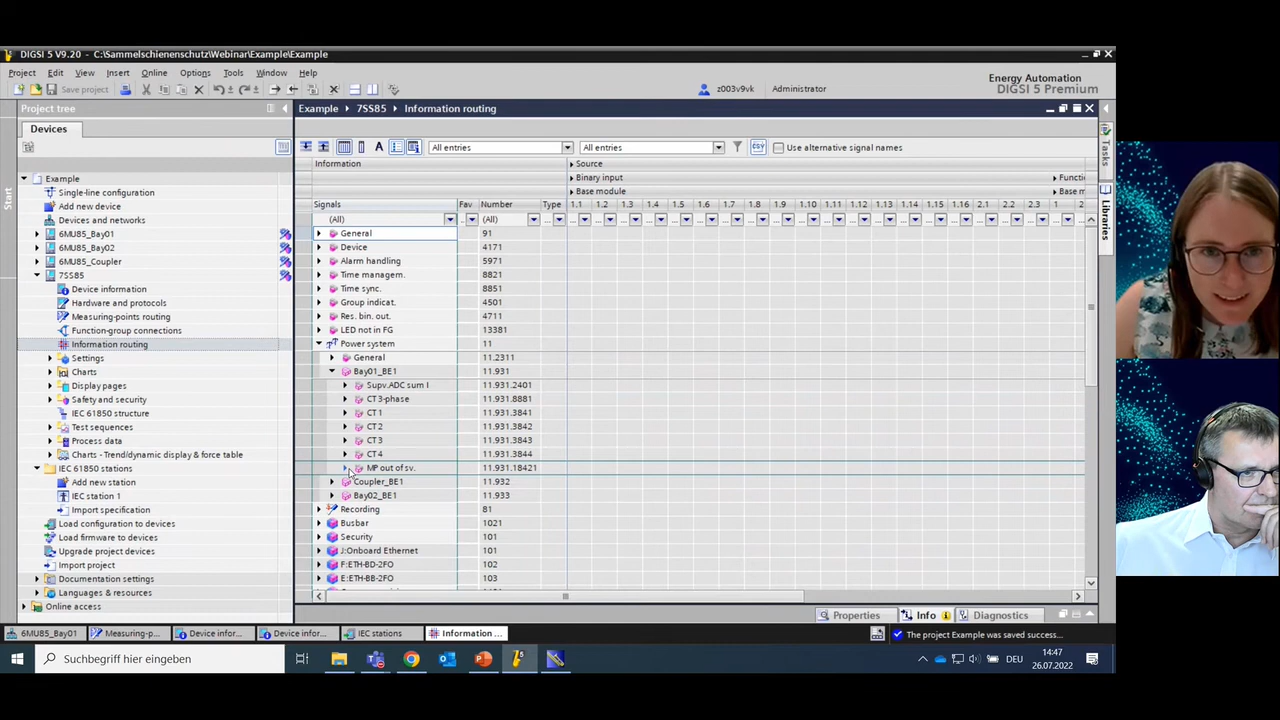 DIGSI 5 V9.20 - C:\Sammelschienenschutz\Webinar\Example\Example
Project Edit View Insert Online Options Tools Window Help
Energy Automation
DIGSI 5 Premium
Save project
z003v9vk Administrator
Project tree
Example 7SS85 Information routing
Devices
Start
Tasks
Libraries
All entries All entries Use alternative signal names
Information Source
Binary input Functi
Base module Base m
Signals Fav Number Type 1.1 ... 1.2 ... 1.3 ... 1.4 ... 1.5 ... 1.6 ... 1.7 ... 1.8 ... 1.9 ... 1.10 ... 1.11 ... 1.12 ... 1.13 ... 1.14 ... 1.15 ... 1.16 ... 2.1 ... 2.2 ... 2.3 ... 1 2
(All) (All)
Example
Single-line configuration
Add new device
Devices and networks
6MU85_Bay01
6MU85_Bay02
6MU85_Coupler
7SS85
Device information
Hardware and protocols
Measuring-points routing
Function-group connections
Information routing
Settings
Charts
Display pages
Safety and security
IEC 61850 structure
Test sequences
Process data
Charts - Trend/dynamic display & force table
IEC 61850 stations
Add new station
IEC station 1
Import specification
Load configuration to devices
Load firmware to devices
Upgrade project devices
Import project
Documentation settings
Languages & resources
Online access
General 91
Device 4171
Alarm handling 5971
Time managem. 8821
Time sync. 8851
Group indicat. 4501
Res. bin. out. 4711
LED not in FG 13381
Power system 11
General 11.2311
Bay01_BE1 11.931
Supv.ADC sum I 11.931.2401
CT 3-phase 11.931.8881
CT 1 11.931.3841
CT 2 11.931.3842
CT 3 11.931.3843
CT 4 11.931.3844
MP out of sv. 11.931.18421
Coupler_BE1 11.932
Bay02_BE1 11.933
Recording 81
Busbar 1021
Security 101
J:Onboard Ethernet 101
F:ETH-BD-2FO 102
E:ETH-BB-2FO 103
Properties Info Diagnostics
6MU85_Bay01 Measuring-p... Device infor... Device infor... IEC stations Information ... The project Example was saved success...
Suchbegriff hier eingeben
DEU
14:47
26.07.2022